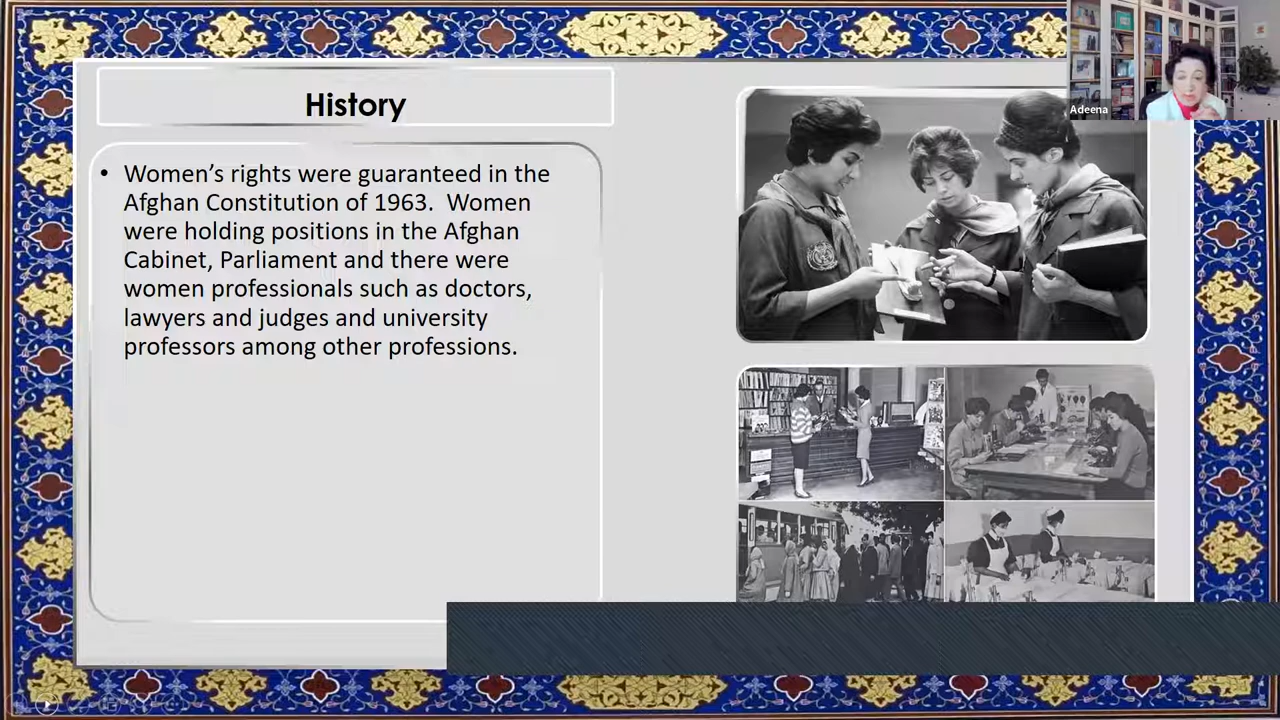 History
• Women’s rights were guaranteed in the
Afghan Constitution of 1963.  Women
were holding positions in the Afghan
Cabinet, Parliament and there were
women professionals such as doctors,
lawyers and judges and university
professors among other professions.
Adeena